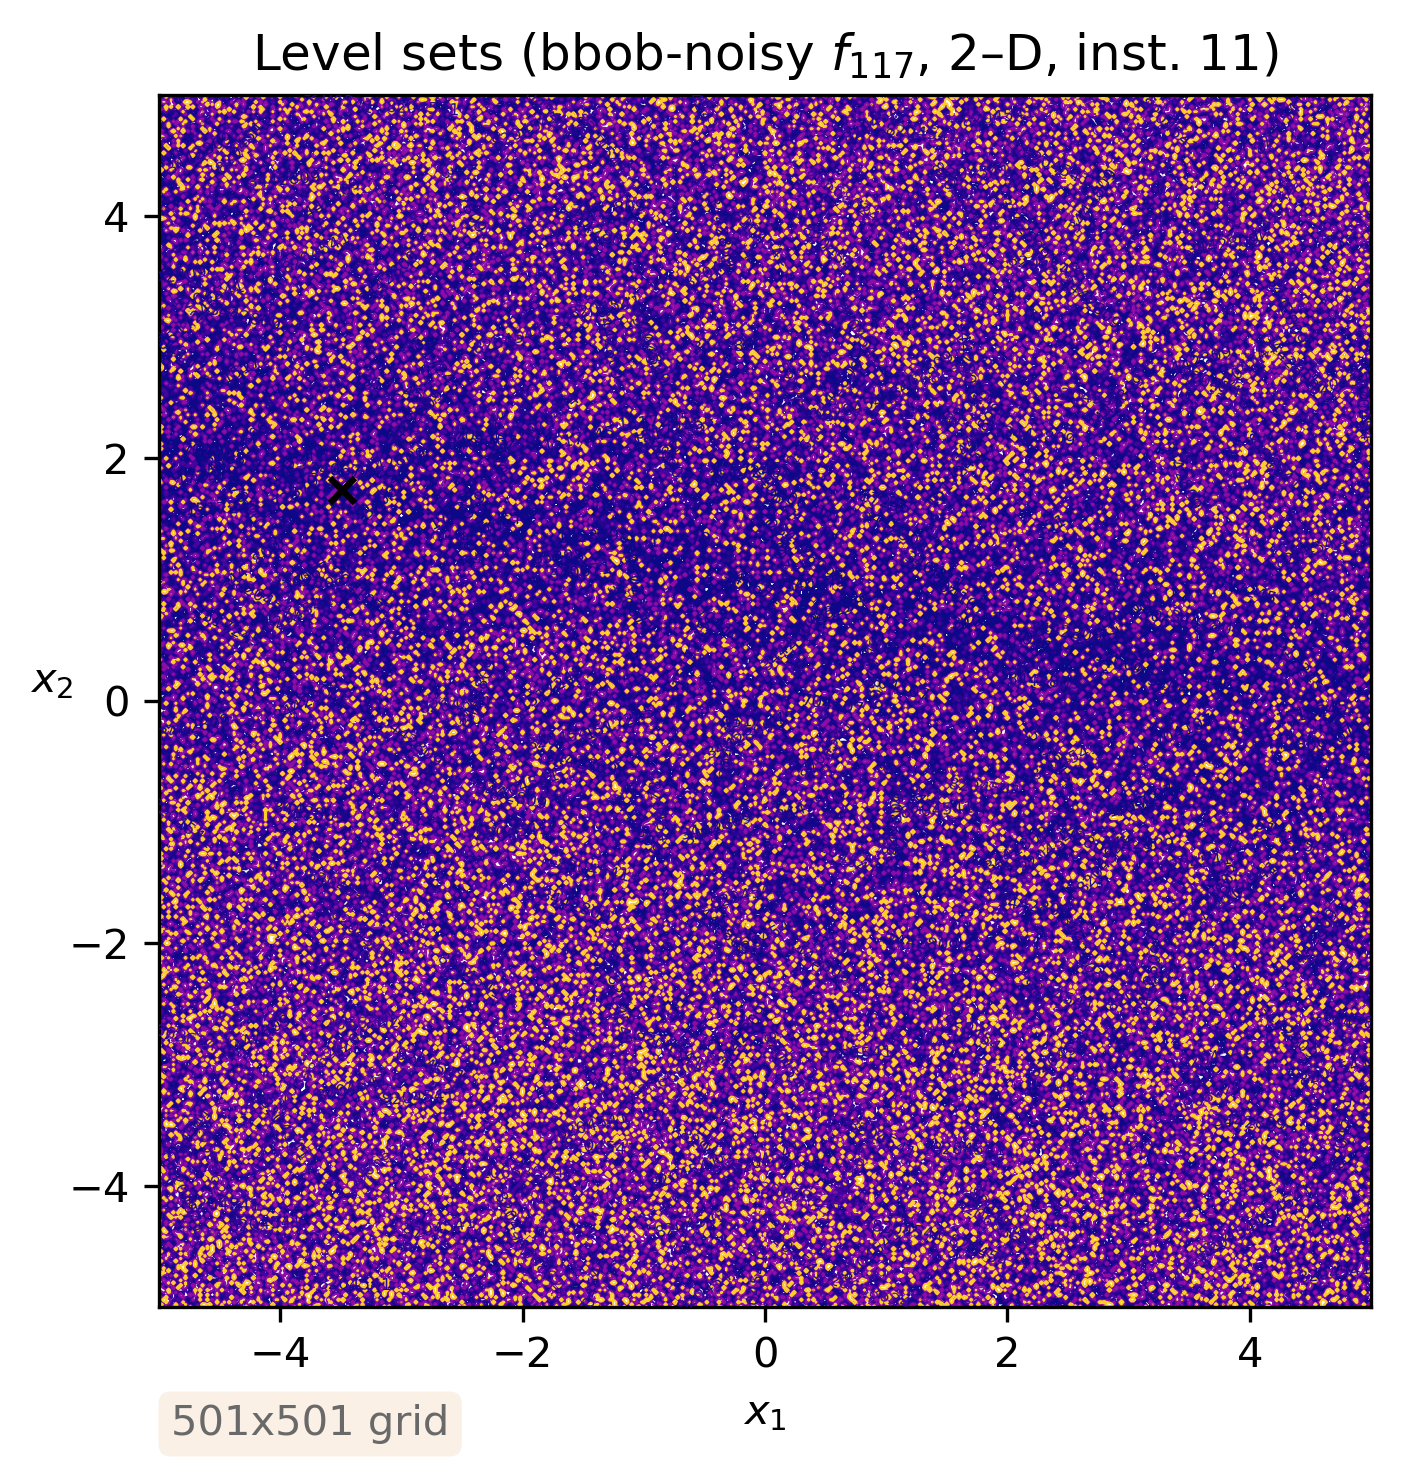 Level sets (bbob-noisy f₁₁₇, 2–D, inst. 11)
4
2
0
−2
−4
x₂
−4 −2 0 2 4
x₁
501x501 grid